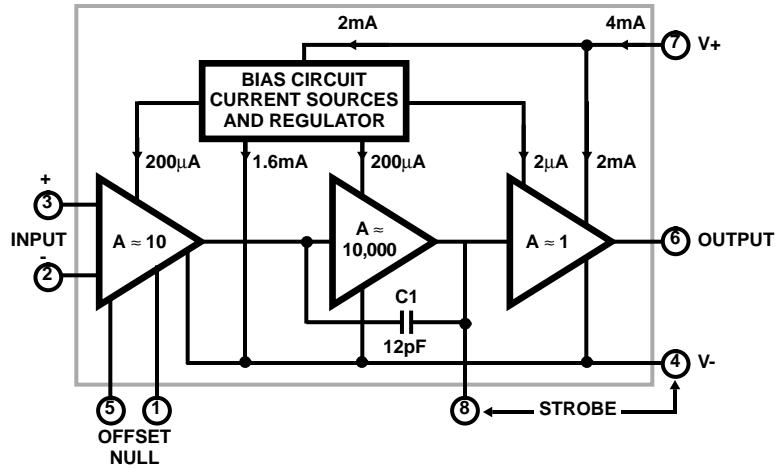 2mA
4mA
7
V+
BIAS CIRCUIT
CURRENT SOURCES
AND REGULATOR
200μA
1.6mA
200μA
2μA
2mA
+
3
INPUT
-
2
A ≈ 10
A ≈
10,000
A ≈ 1
6
OUTPUT
C1
12pF
4
V-
5
1
8
STROBE
OFFSET
NULL